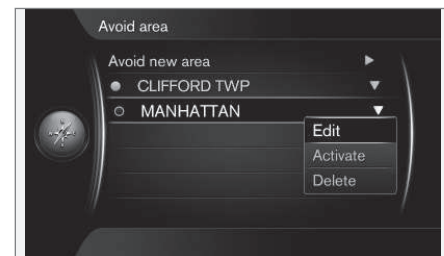 Avoid area
Avoid new area
CLIFFORD TWP
MANHATTAN
Edit
Activate
Delete